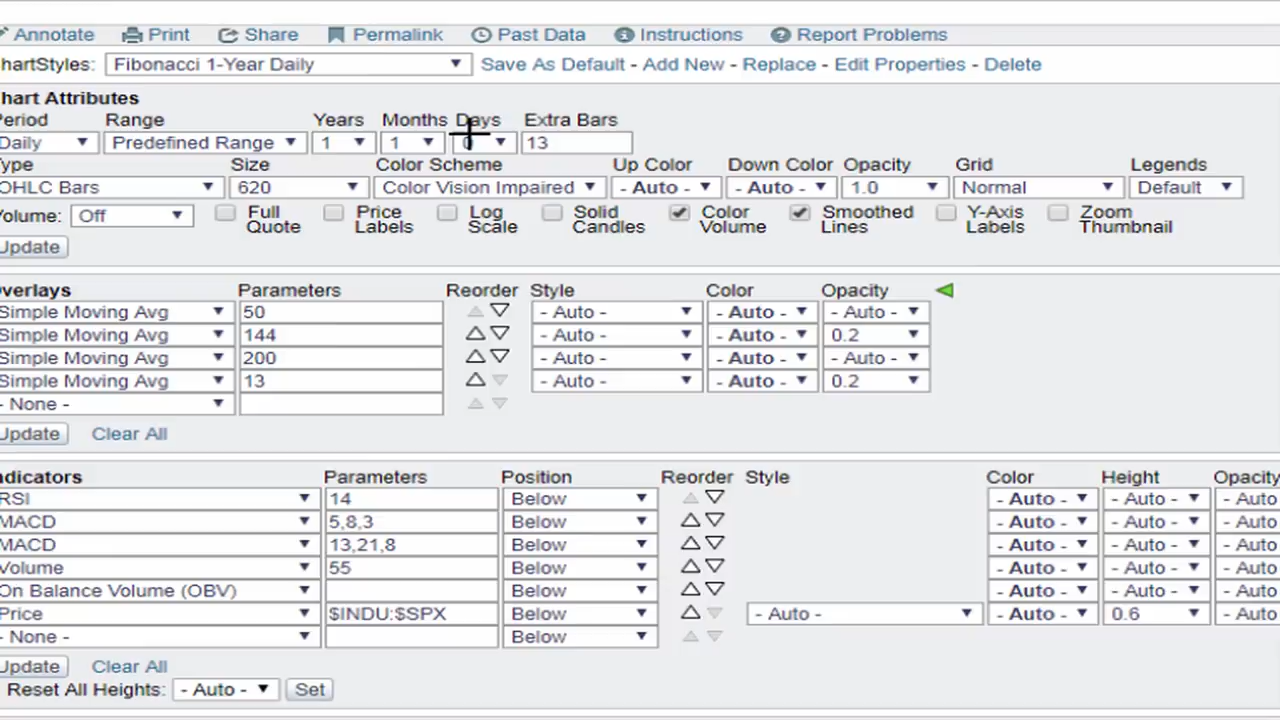 Annotate Print Share Permalink Past Data Instructions Report Problems
hartStyles: Fibonacci 1-Year Daily Save As Default - Add New - Replace - Edit Properties - Delete
hart Attributes
Period Range Years Months Days Extra Bars
Daily Predefined Range 1 1 0 13
Type Size Color Scheme Up Color Down Color Opacity Grid Legends
OHLC Bars 620 Color Vision Impaired - Auto - - Auto - 1.0 Normal Default
Volume: Off Full Quote Price Labels Log Scale Solid Candles Color Volume Smoothed Lines Y-Axis Labels Zoom Thumbnail
Update
verlays Parameters Reorder Style Color Opacity
Simple Moving Avg 50 - Auto - - Auto - - Auto -
Simple Moving Avg 144 - Auto - - Auto - 0.2
Simple Moving Avg 200 - Auto - - Auto - - Auto -
Simple Moving Avg 13 - Auto - - Auto - 0.2
- None -
Update Clear All
ndicators Parameters Position Reorder Style Color Height Opacity
RSI 14 Below - Auto - - Auto - - Auto
MACD 5,8,3 Below - Auto - - Auto - - Auto
MACD 13,21,8 Below - Auto - - Auto - - Auto
Volume 55 Below - Auto - - Auto - - Auto
On Balance Volume (OBV) Below - Auto - - Auto - - Auto
Price $INDU:$SPX Below - Auto - - Auto - 0.6 - Auto
- None - Below
Update Clear All
Reset All Heights: - Auto - Set